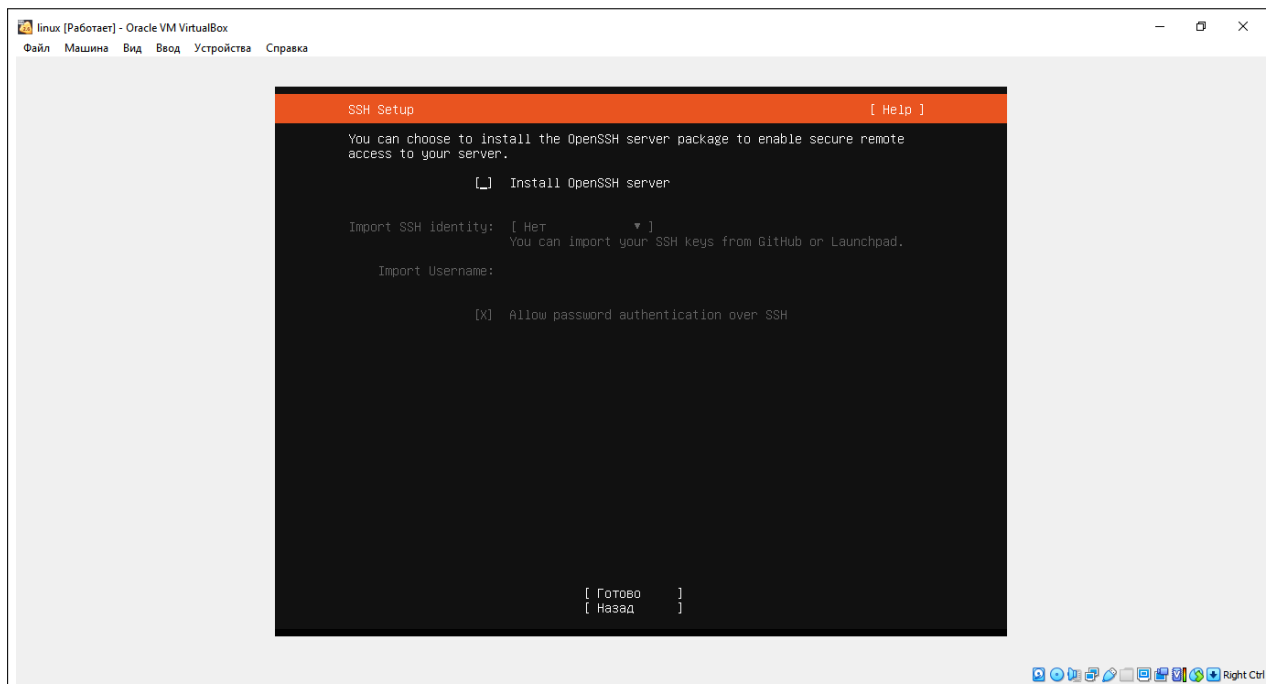 linux [Работает] - Oracle VM VirtualBox
Файл Машина Вид Ввод Устройства Справка
SSH Setup [ Help ]
You can choose to install the OpenSSH server package to enable secure remote
access to your server.
[_] Install OpenSSH server
Import SSH identity: [ Нет ▼ ]
You can import your SSH keys from GitHub or Launchpad.
Import Username:
[X] Allow password authentication over SSH
[ Готово ]
[ Назад ]
Right Ctrl